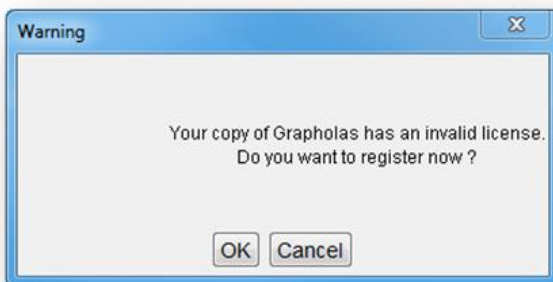 Warning
Your copy of Grapholas has an invalid license.
Do you want to register now ?
OK Cancel